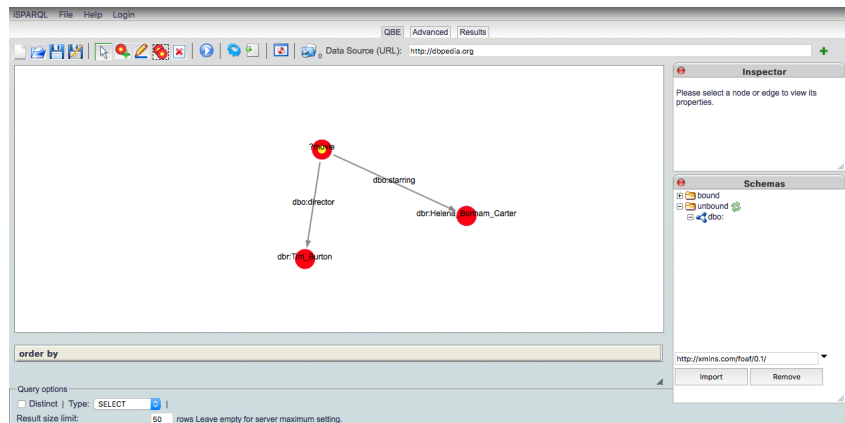 iSPARQL File Help Login
QBE Advanced Results
0 Data Source (URL): http://dbpedia.org
Inspector
Please select a node or edge to view its
properties.
?movie
dbo:starring
dbo:director
dbr:Helena_Bonham_Carter
dbr:Tim_Burton
Schemas
bound
unbound
dbo:
order by
http://xmlns.com/foaf/0.1/
Import Remove
Query options
Distinct | Type: SELECT |
Result size limit: 50 rows Leave empty for server maximum setting.